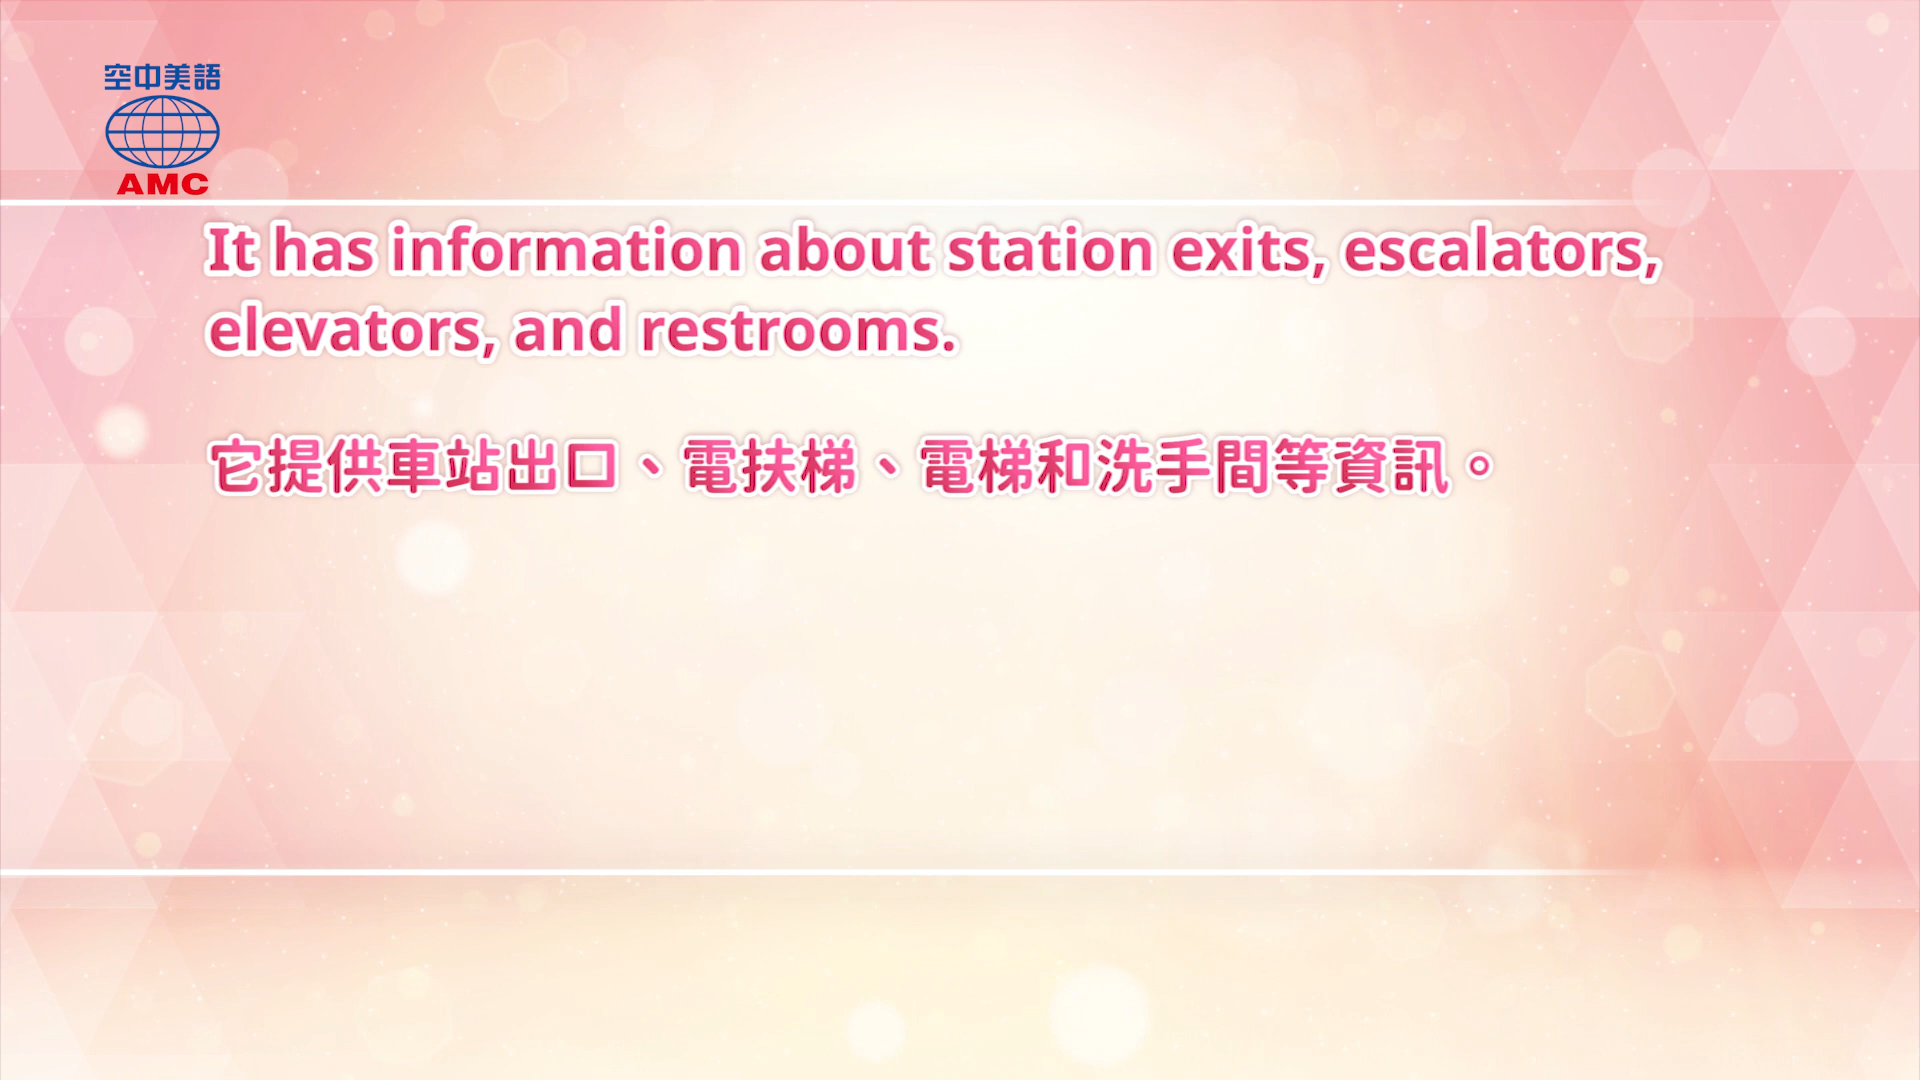 空中美語
AMC
It has information about station exits, escalators,
elevators, and restrooms.
它提供車站出口、電扶梯、電梯和洗手間等資訊。